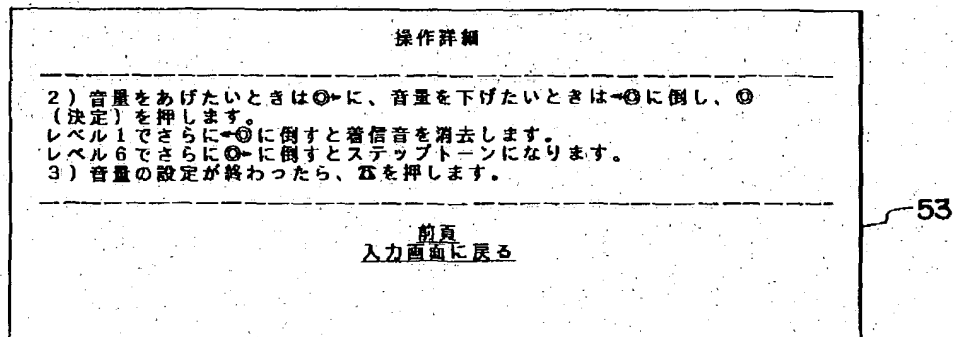 操作詳細
2）音量をあげたいときは◎➛に、音量を下げたいときは➛◎に倒し、◎
（決定）を押します。
レベル1でさらに➛◎に倒すと着信音を消去します。
レベル6でさらに◎➛に倒すとステップトーンになります。
3）音量の設定が終わったら、☎を押します。
53
前頁
入力画面に戻る